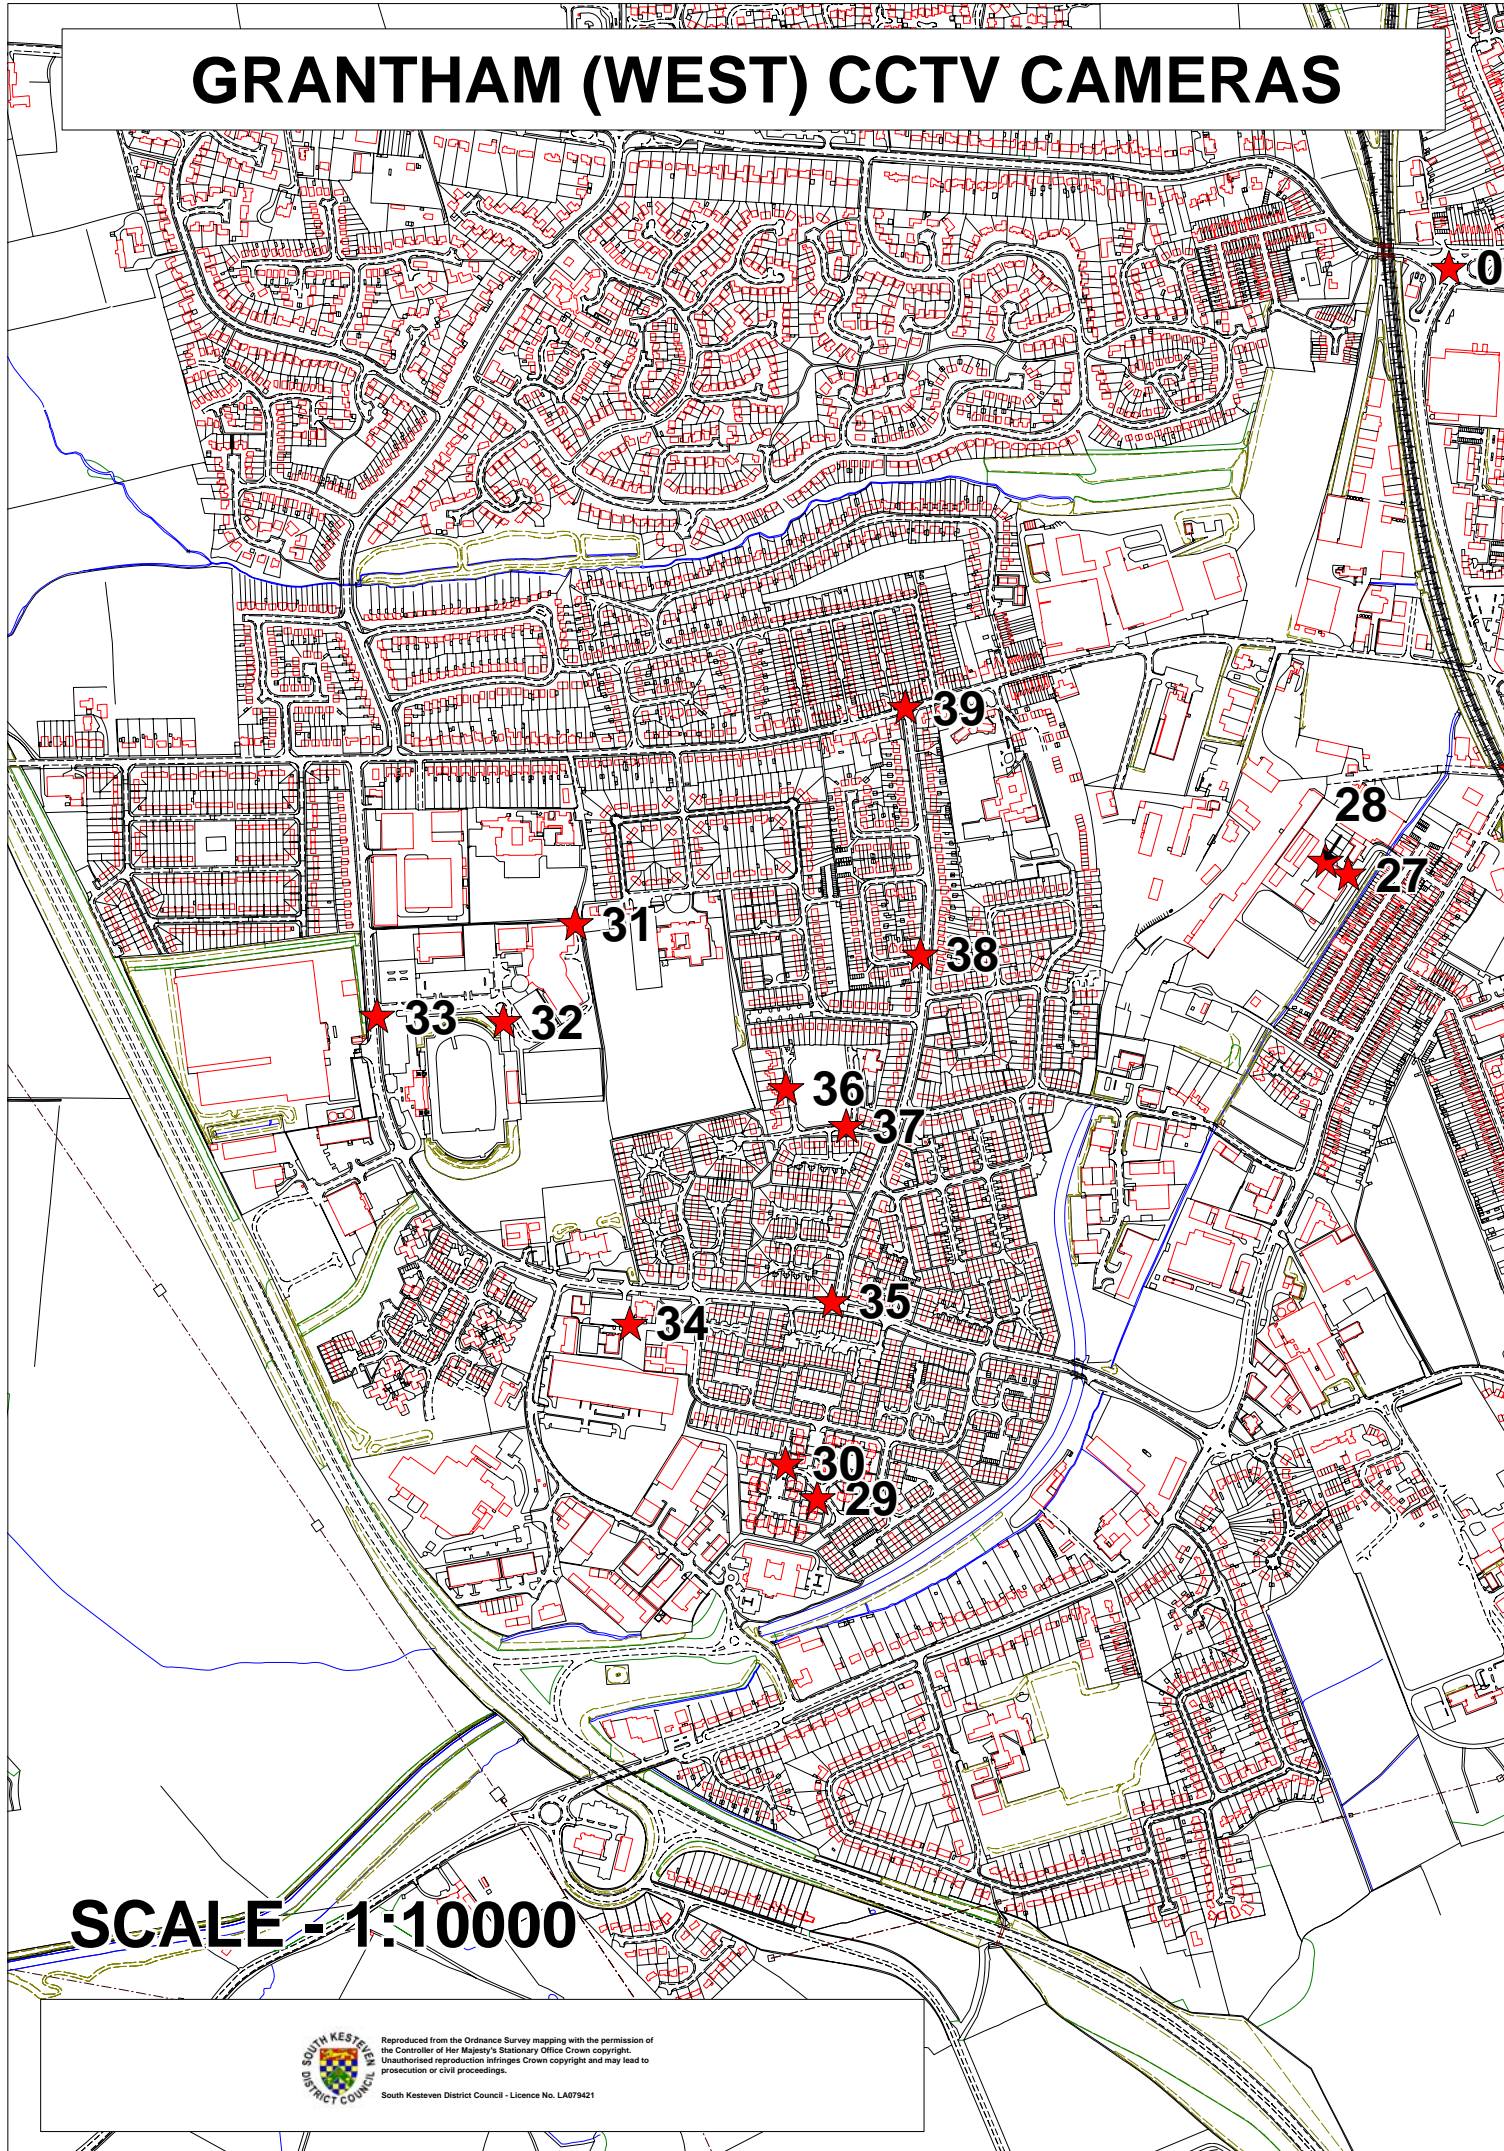 GRANTHAM (WEST) CCTV CAMERAS
0
39
28
27
31
38
33
32
36
37
35
34
30
29
SCALE - 1:10000
SOUTH KESTEVEN
DISTRICT COUNCIL
Reproduced from the Ordnance Survey mapping with the permission of
the Controller of Her Majesty's Stationary Office Crown copyright.
Unauthorised reproduction infringes Crown copyright and may lead to
prosecution or civil proceedings.
South Kesteven District Council - Licence No. LA079421